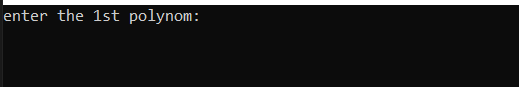 enter the 1st polynom: